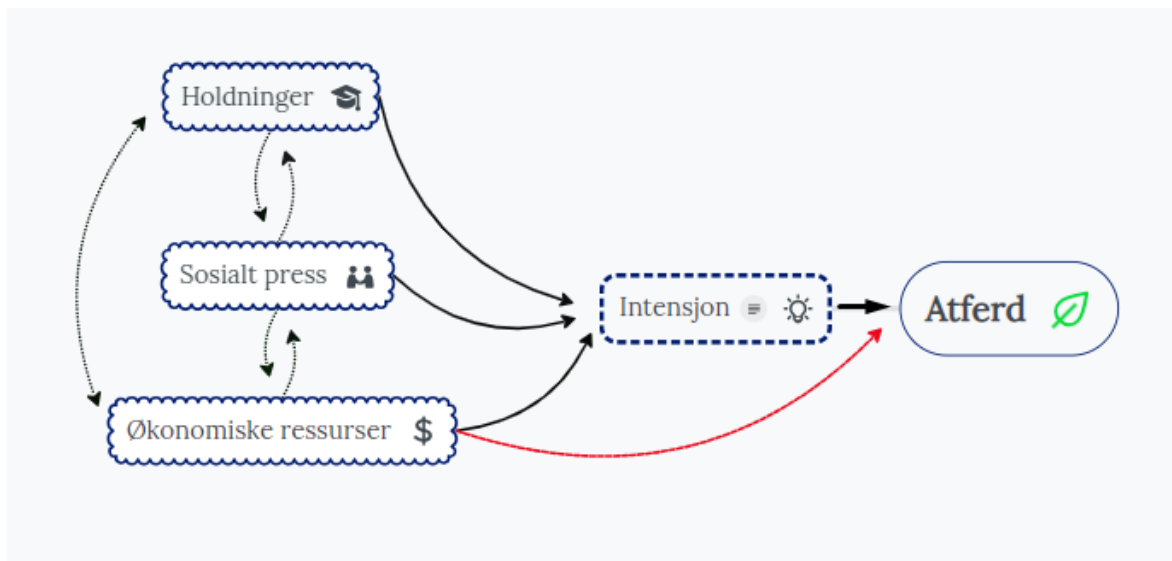 Holdninger
Sosialt press
Intensjon
Atferd
Økonomiske ressurser $